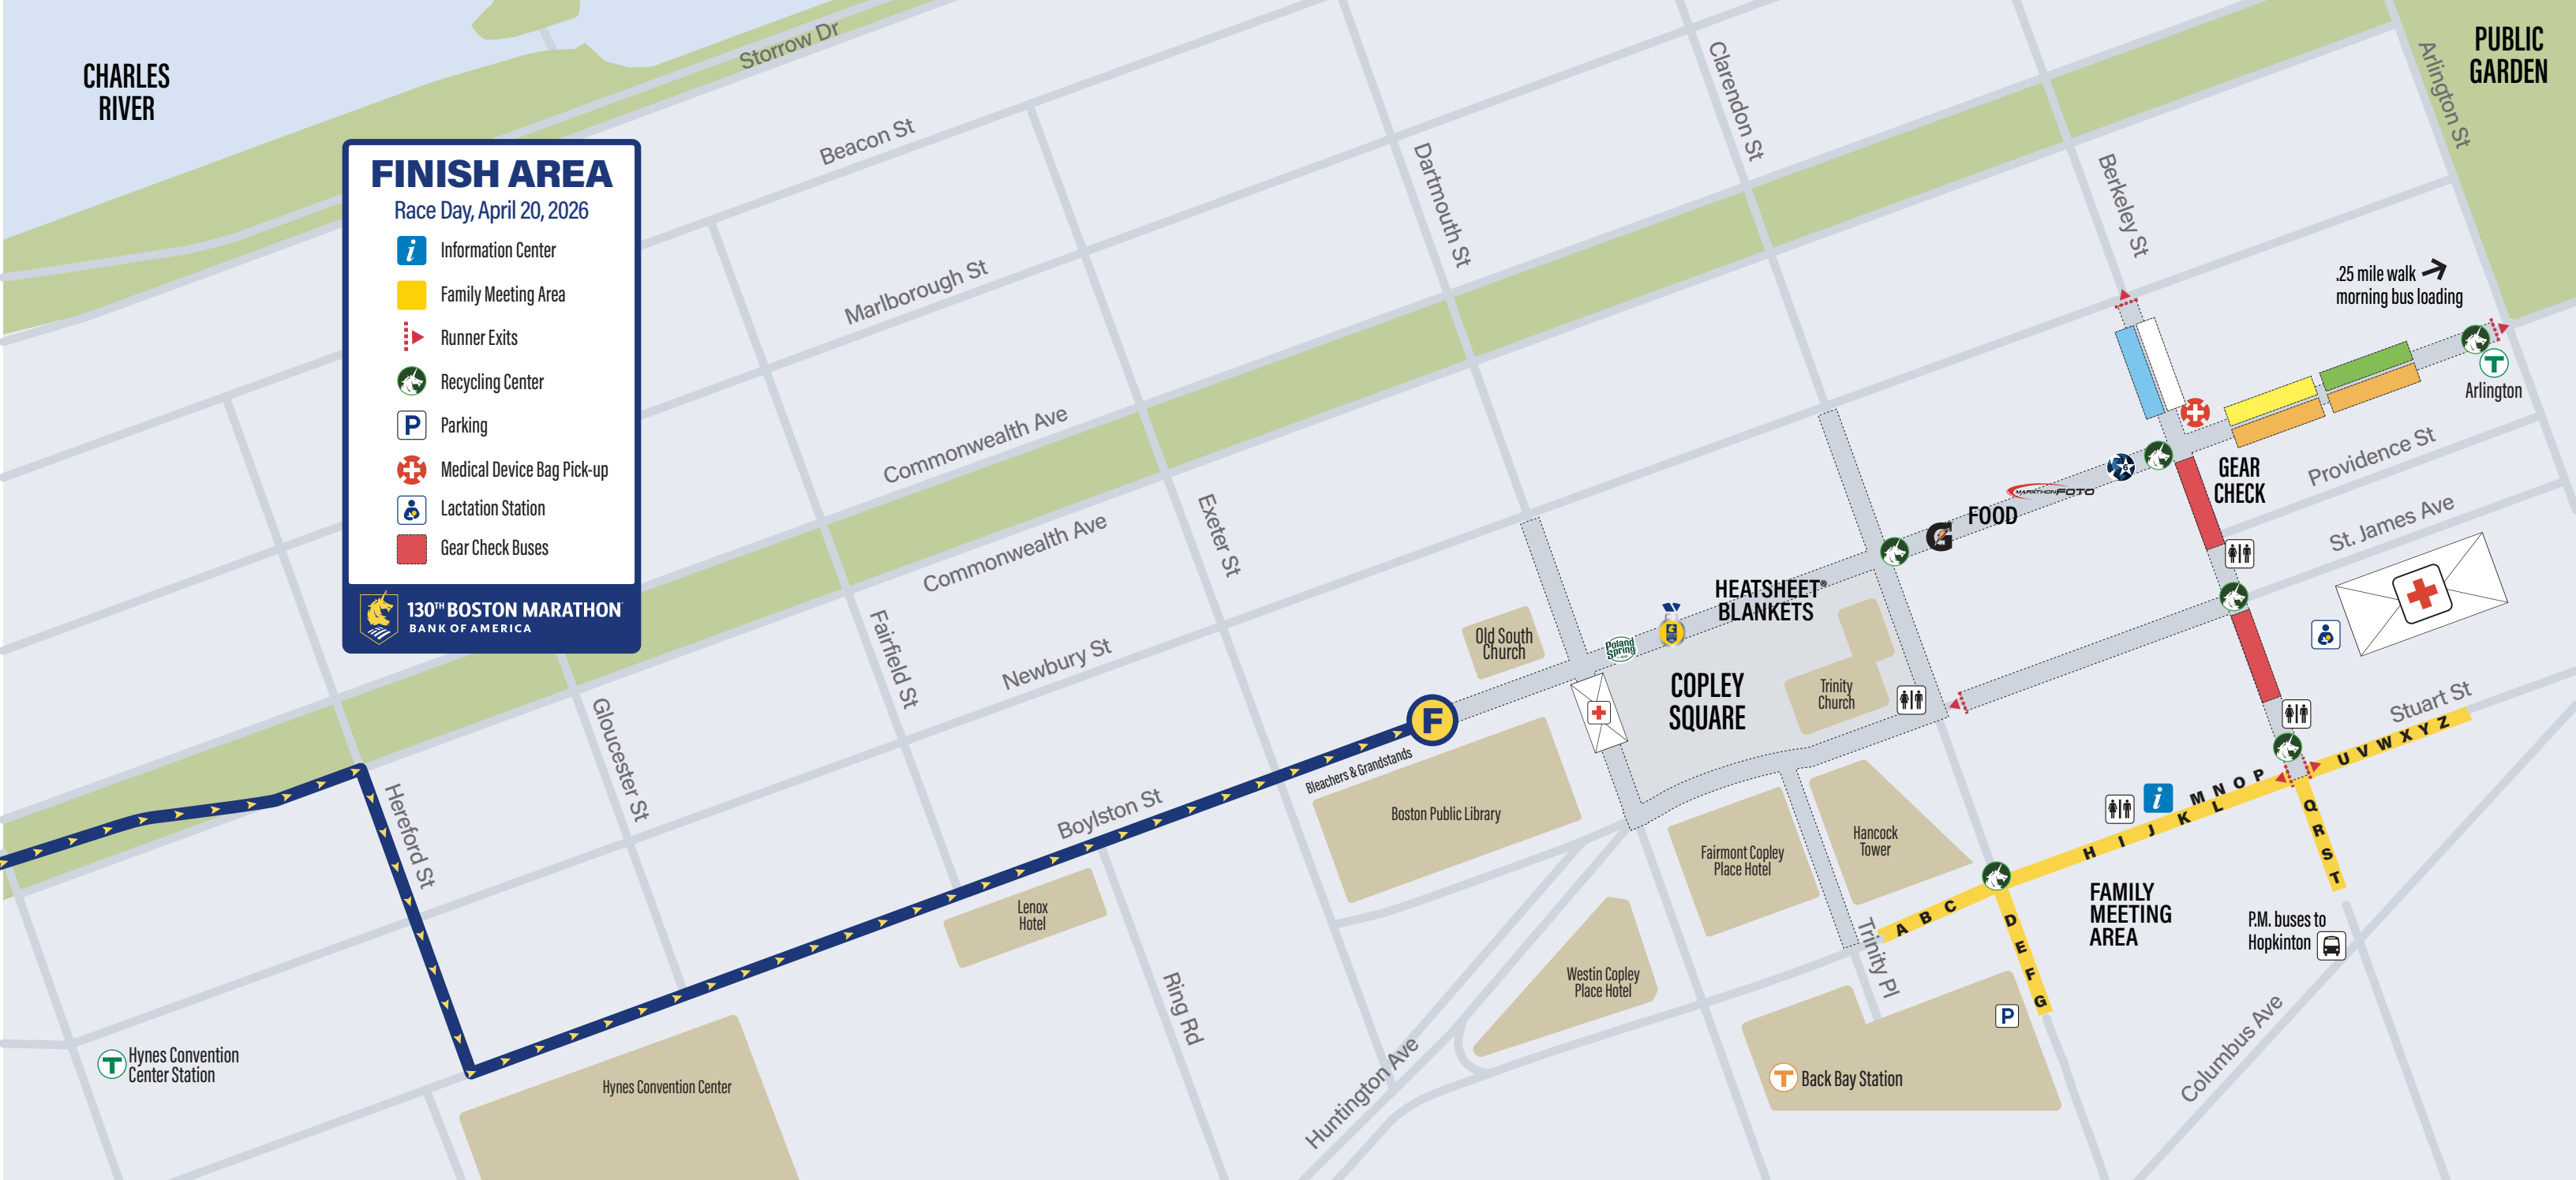 CHARLES
RIVER
Storrow Dr
Beacon St
Marlborough St
Commonwealth Ave
Commonwealth Ave
Newbury St
Boylston St
Clarendon St
Dartmouth St
Berkeley St
Arlington St
PUBLIC
GARDEN
FINISH AREA
Race Day, April 20, 2026
i
Information Center
Family Meeting Area
Runner Exits
Recycling Center
P
Parking
Medical Device Bag Pick-up
Lactation Station
Gear Check Buses
130TH BOSTON MARATHON
BANK OF AMERICA
.25 mile walk
morning bus loading
T
Arlington
Providence St
St. James Ave
Stuart St
GEAR
CHECK
MARATHONFOTO
FOOD
G
HEATSHEET®
BLANKETS
Poland
Spring
Old South
Church
COPLEY
SQUARE
Trinity
Church
F
Bleachers & Grandstands
Boston Public Library
Exeter St
Fairfield St
Gloucester St
Hereford St
Lenox
Hotel
Ring Rd
Huntington Ave
Fairmont Copley
Place Hotel
Hancock
Tower
Westin Copley
Place Hotel
Trinity Pl
A B C
D E F G
H I J K L
M N O P
Q R S T
U V W X Y Z
i
FAMILY
MEETING
AREA
P.M. buses to
Hopkinton
Columbus Ave
P
T
Back Bay Station
T
Hynes Convention
Center Station
Hynes Convention Center